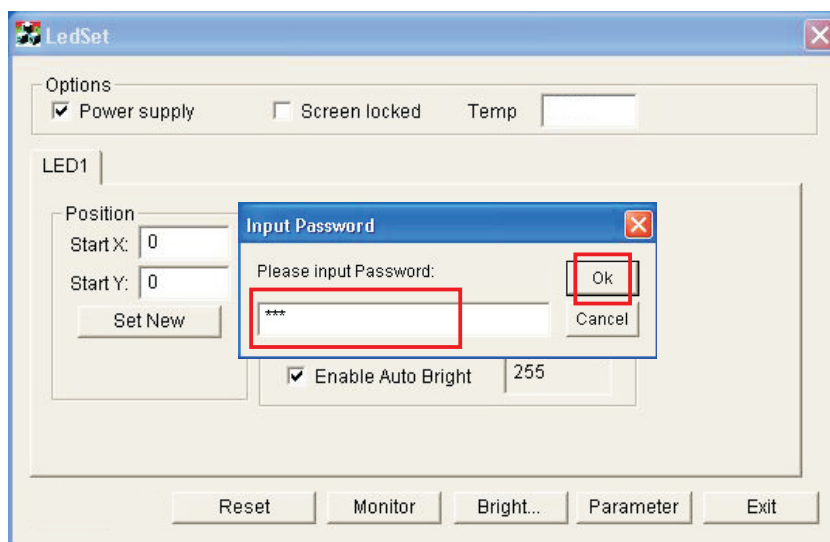 LedSet
Options
Power supply Screen locked Temp
LED1
Position
Start X: 0
Start Y: 0
Set New
Input Password
Please input Password:
Ok
***
Cancel
Enable Auto Bright 255
Reset Monitor Bright... Parameter Exit